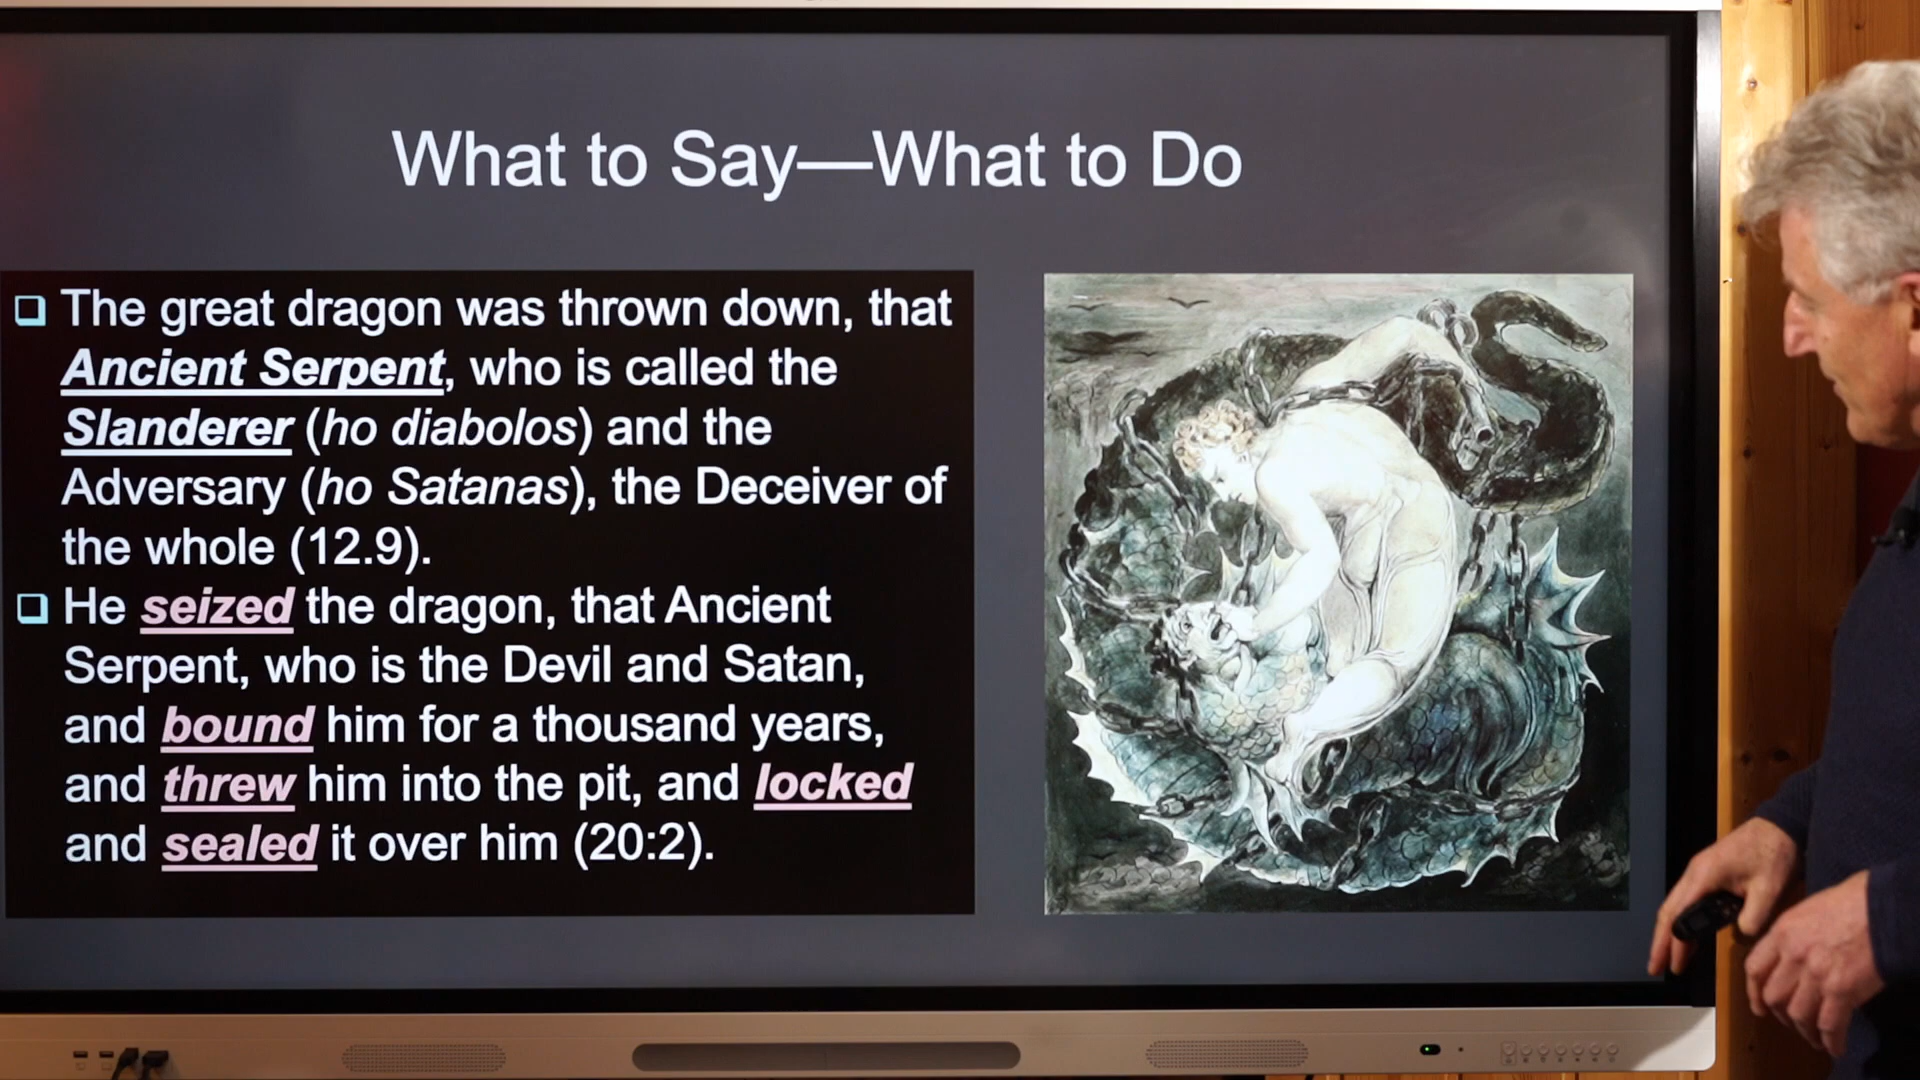 What to Say—What to Do
The great dragon was thrown down, that
Ancient Serpent, who is called the
Slanderer (ho diabolos) and the
Adversary (ho Satanas), the Deceiver of
the whole (12.9).
He seized the dragon, that Ancient
Serpent, who is the Devil and Satan,
and bound him for a thousand years,
and threw him into the pit, and locked
and sealed it over him (20:2).